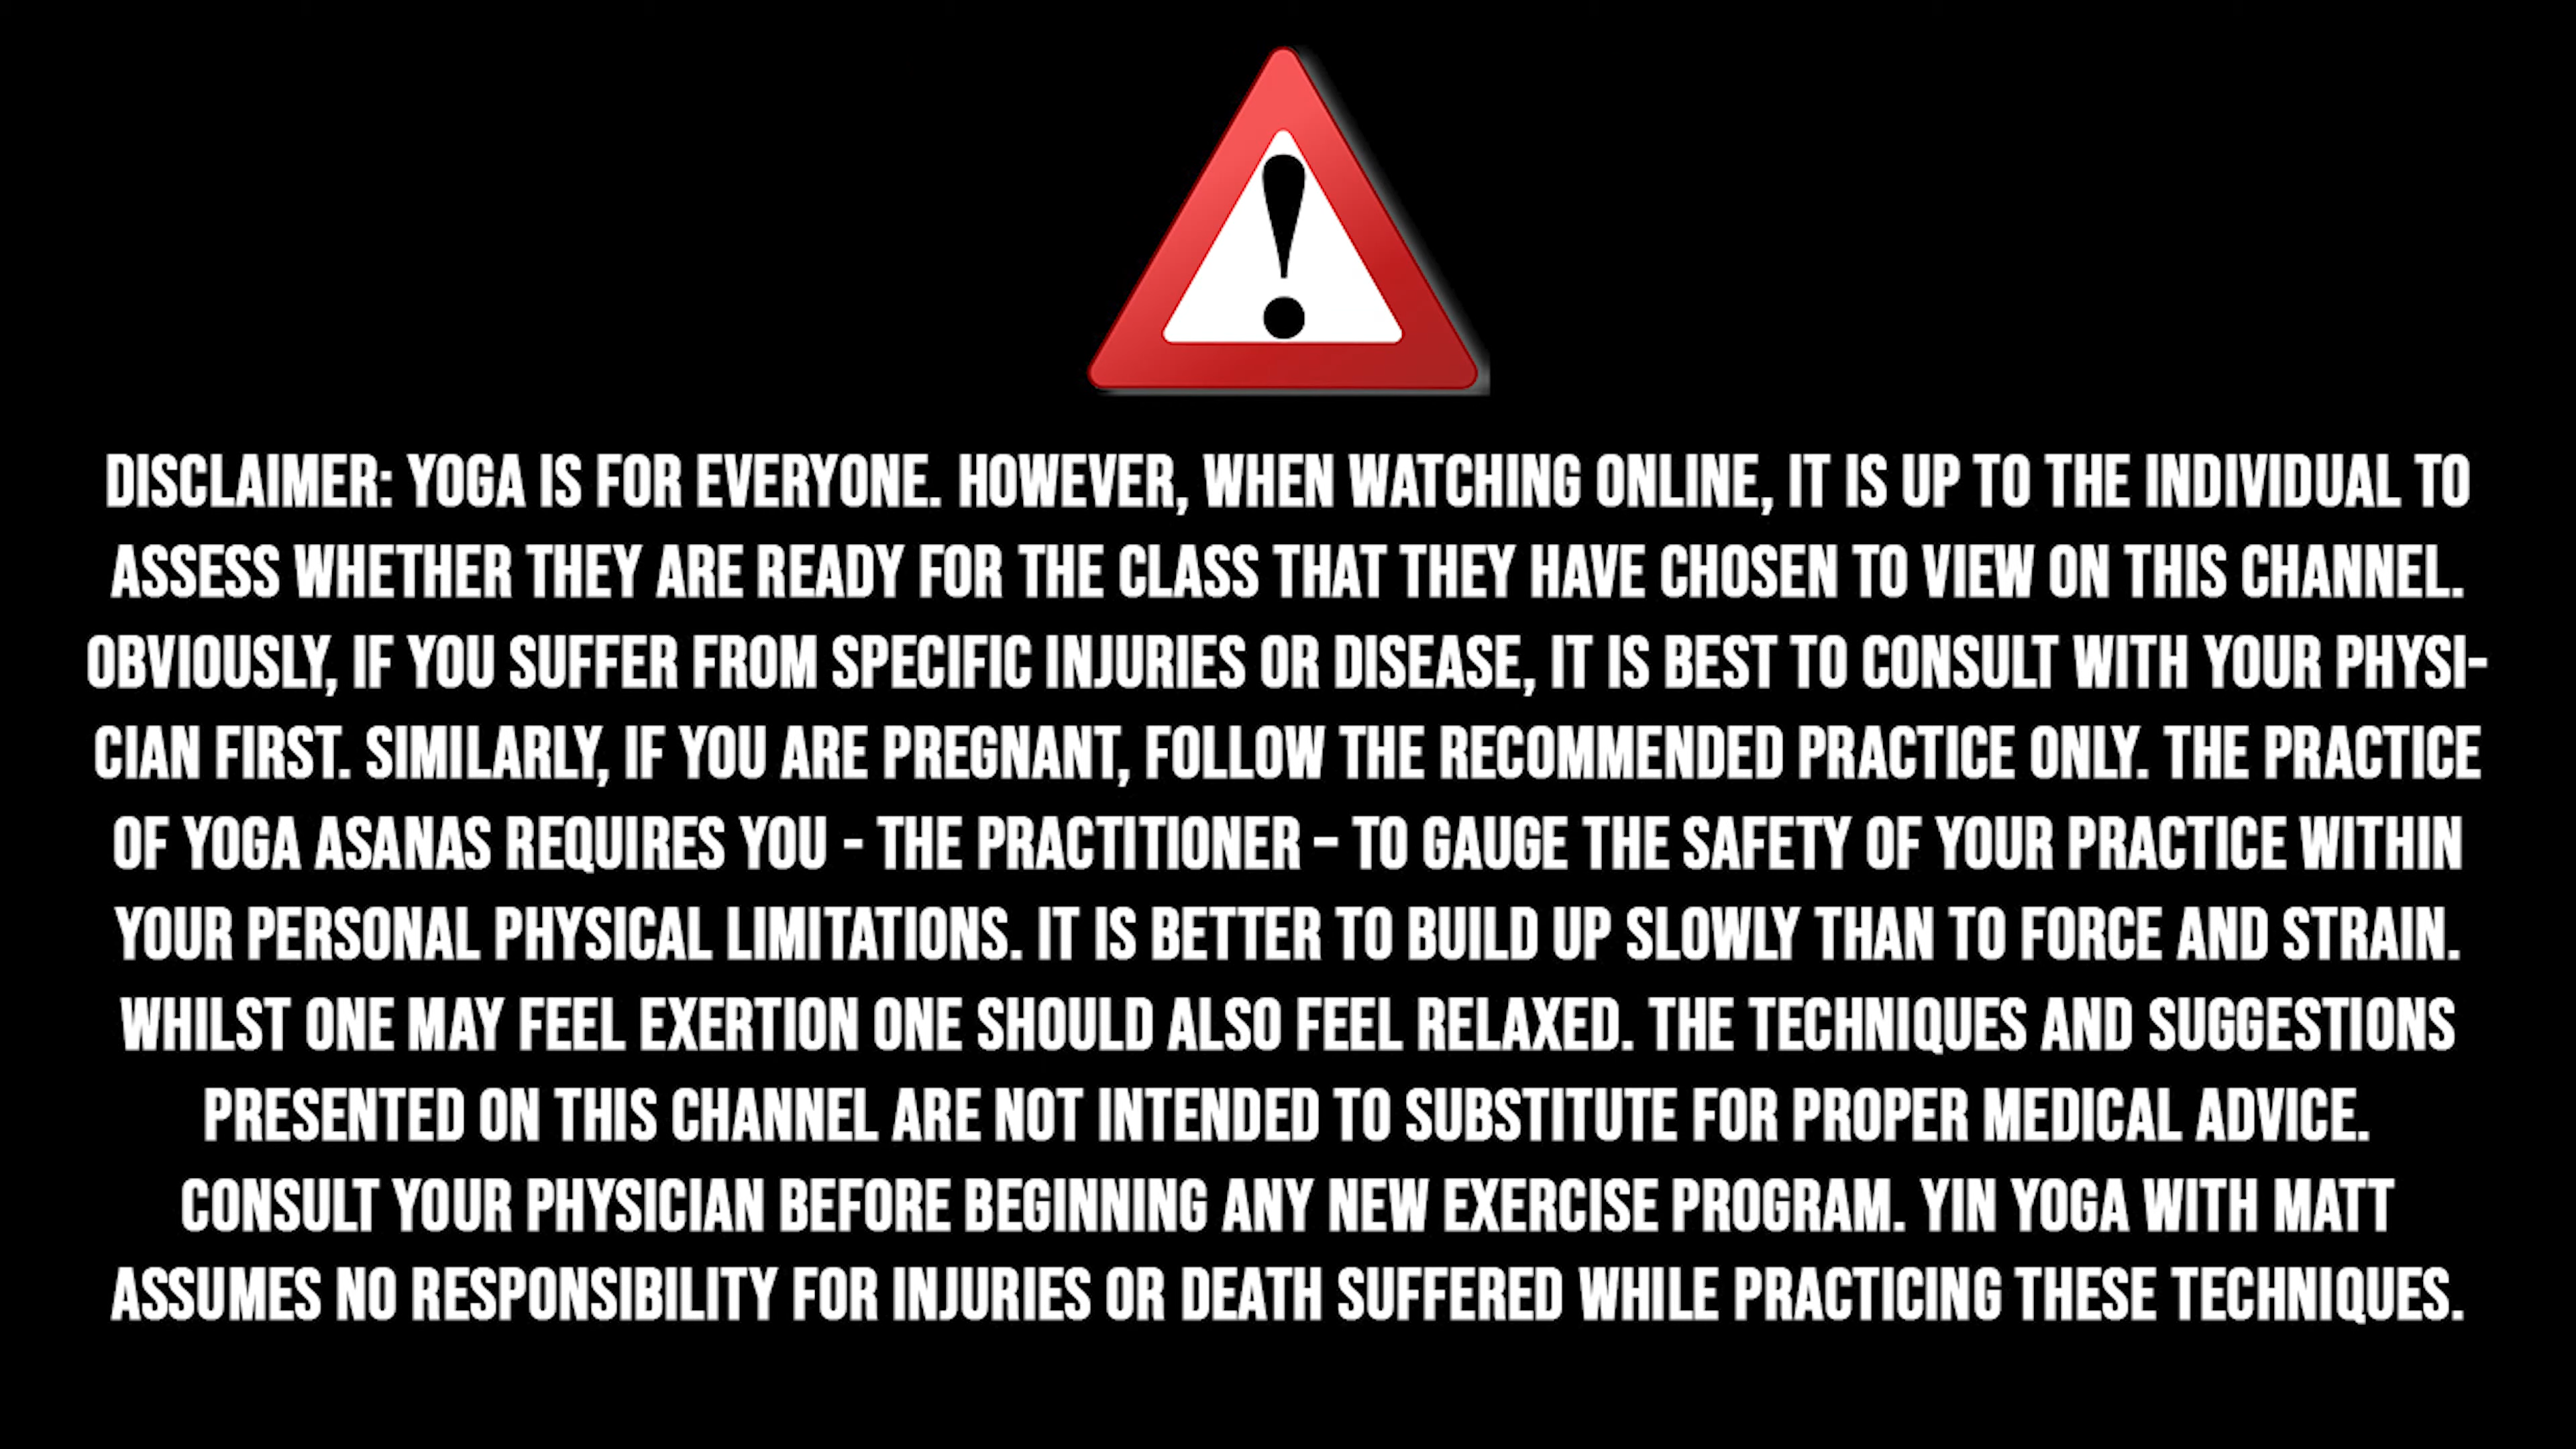 DISCLAIMER: YOGA IS FOR EVERYONE. HOWEVER, WHEN WATCHING ONLINE, IT IS UP TO THE INDIVIDUAL TO
ASSESS WHETHER THEY ARE READY FOR THE CLASS THAT THEY HAVE CHOSEN TO VIEW ON THIS CHANNEL.
OBVIOUSLY, IF YOU SUFFER FROM SPECIFIC INJURIES OR DISEASE, IT IS BEST TO CONSULT WITH YOUR PHYSI-
CIAN FIRST. SIMILARLY, IF YOU ARE PREGNANT, FOLLOW THE RECOMMENDED PRACTICE ONLY. THE PRACTICE
OF YOGA ASANAS REQUIRES YOU - THE PRACTITIONER – TO GAUGE THE SAFETY OF YOUR PRACTICE WITHIN
YOUR PERSONAL PHYSICAL LIMITATIONS. IT IS BETTER TO BUILD UP SLOWLY THAN TO FORCE AND STRAIN.
WHILST ONE MAY FEEL EXERTION ONE SHOULD ALSO FEEL RELAXED. THE TECHNIQUES AND SUGGESTIONS
PRESENTED ON THIS CHANNEL ARE NOT INTENDED TO SUBSTITUTE FOR PROPER MEDICAL ADVICE.
CONSULT YOUR PHYSICIAN BEFORE BEGINNING ANY NEW EXERCISE PROGRAM. YIN YOGA WITH MATT
ASSUMES NO RESPONSIBILITY FOR INJURIES OR DEATH SUFFERED WHILE PRACTICING THESE TECHNIQUES.